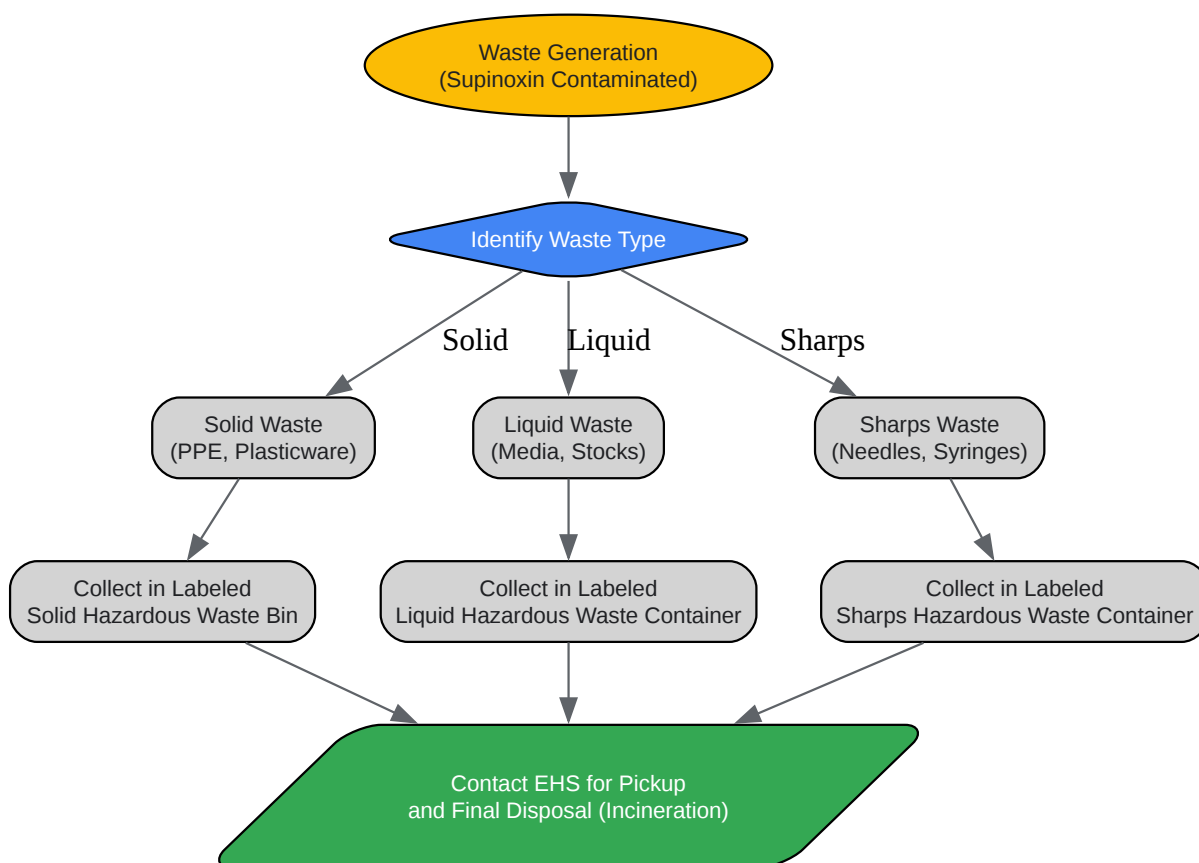 Waste Generation
(Supinoxin Contaminated)
Identify Waste Type
Solid
Liquid
Sharps
Solid Waste
(PPE, Plasticware)
Liquid Waste
(Media, Stocks)
Sharps Waste
(Needles, Syringes)
Collect in Labeled
Solid Hazardous Waste Bin
Collect in Labeled
Liquid Hazardous Waste Container
Collect in Labeled
Sharps Hazardous Waste Container
Contact EHS for Pickup
and Final Disposal (Incineration)